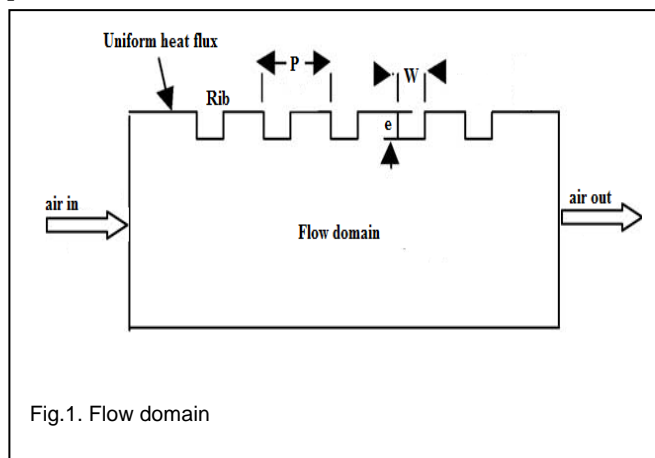 Uniform heat flux
P
W
Rib
e
air in
air out
Flow domain
Fig.1. Flow domain